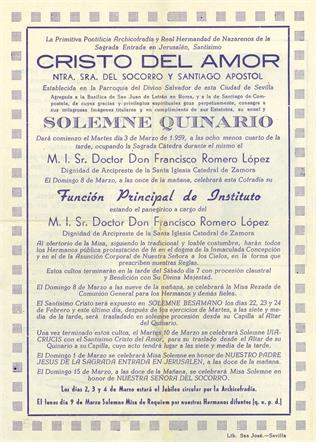 La Primitiva Pontificia Archicofradía y Real Hermandad de Nazarenos de la
Sagrada Entrada en Jerusalén, Santísimo
CRISTO DEL AMOR
NTRA. SRA. DEL SOCORRO Y SANTIAGO APOSTOL
Establecida en la Parroquia del Divino Salvador de esta Ciudad de Sevilla
Agregada a la Basílica de San Juan de Letrán en Roma, y a la de Santiago de Com-
postela, de cuyas gracias y privilegios espirituales goza perpetuamente, consagra a
sus milagrosas Imágenes titulares y en cumplimiento de sus Estatutos, su anual y
SOLEMNE QUINARIO
Dará comienzo el Martes día 3 de Marzo de 1.959, a las ocho menos cuarto de la
tarde, ocupando la Sagrada Cátedra durante el mismo el
M. I. Sr. Doctor Don Francisco Romero López
Dignidad de Arcipreste de la Santa Iglesia Catedral de Zamora
El Domingo 8 de Marzo, a las once de la mañana, celebrará esta Cofradía su
Función Principal de Instituto
estando el panegírico a cargo del
M. I. Sr. Doctor Don Francisco Romero López
Dignidad de Arcipreste de la Santa Iglesia Catedral de Zamora
Al ofertorio de la Misa, siguiendo la tradicional y loable costumbre, harán todos
los Hermanos pública protestación de fé en el dogma de la Inmaculada Concepción
y en el de la Asunción Corporal de Nuestra Señora a los Cielos, en la forma que
prescriben nuestras Reglas.
Estos cultos terminarán en la tarde del Sábado día 7 con procesión claustral
y Bendición con Su Divina Majestad.
El Domingo 8 de Marzo a las nueve de la mañana, se celebrará la Misa Rezada de
Comunión General para los Hermanos y demás fieles.
El Santísimo Cristo será expuesto en SOLEMNE BESAMANO los días 22, 23 y 24
de Febrero y este último día, después de los ejercicios de Martes, a las siete y me-
dia de la tarde, será trasladado en solemne procesión desde su Capilla al Altar
del Quinario.
Una vez terminado estos cultos, el Martes 10 de Marzo se celebrará Solemne VIA-
CRUCIS con el Santísimo Cristo del Amor, para su traslado desde el Altar de su
Quinario a su Capilla, cuyo acto tendrá lugar a las siete y media de la tarde.
El Domingo 1 de Marzo se celebrará Misa Solemne en honor de NUESTRO PADRE
JESUS DE LA SAGRADA ENTRADA EN JERUSALEN, a las doce de la mañana.
El Domingo 15 de Marzo, a las doce de la mañana, se celebrará Misa Solemne en
honor de NUESTRA SEÑORA DEL SOCORRO.
Los días 2, 3 y 4 de Marzo estará el Jubileo circular por la Archicofradía.
El lunes día 9 de Marzo Solemne Misa de Requiem por nuestros Hermanos difuntos (q. n. p. d.)
Lib. San José.—Sevilla